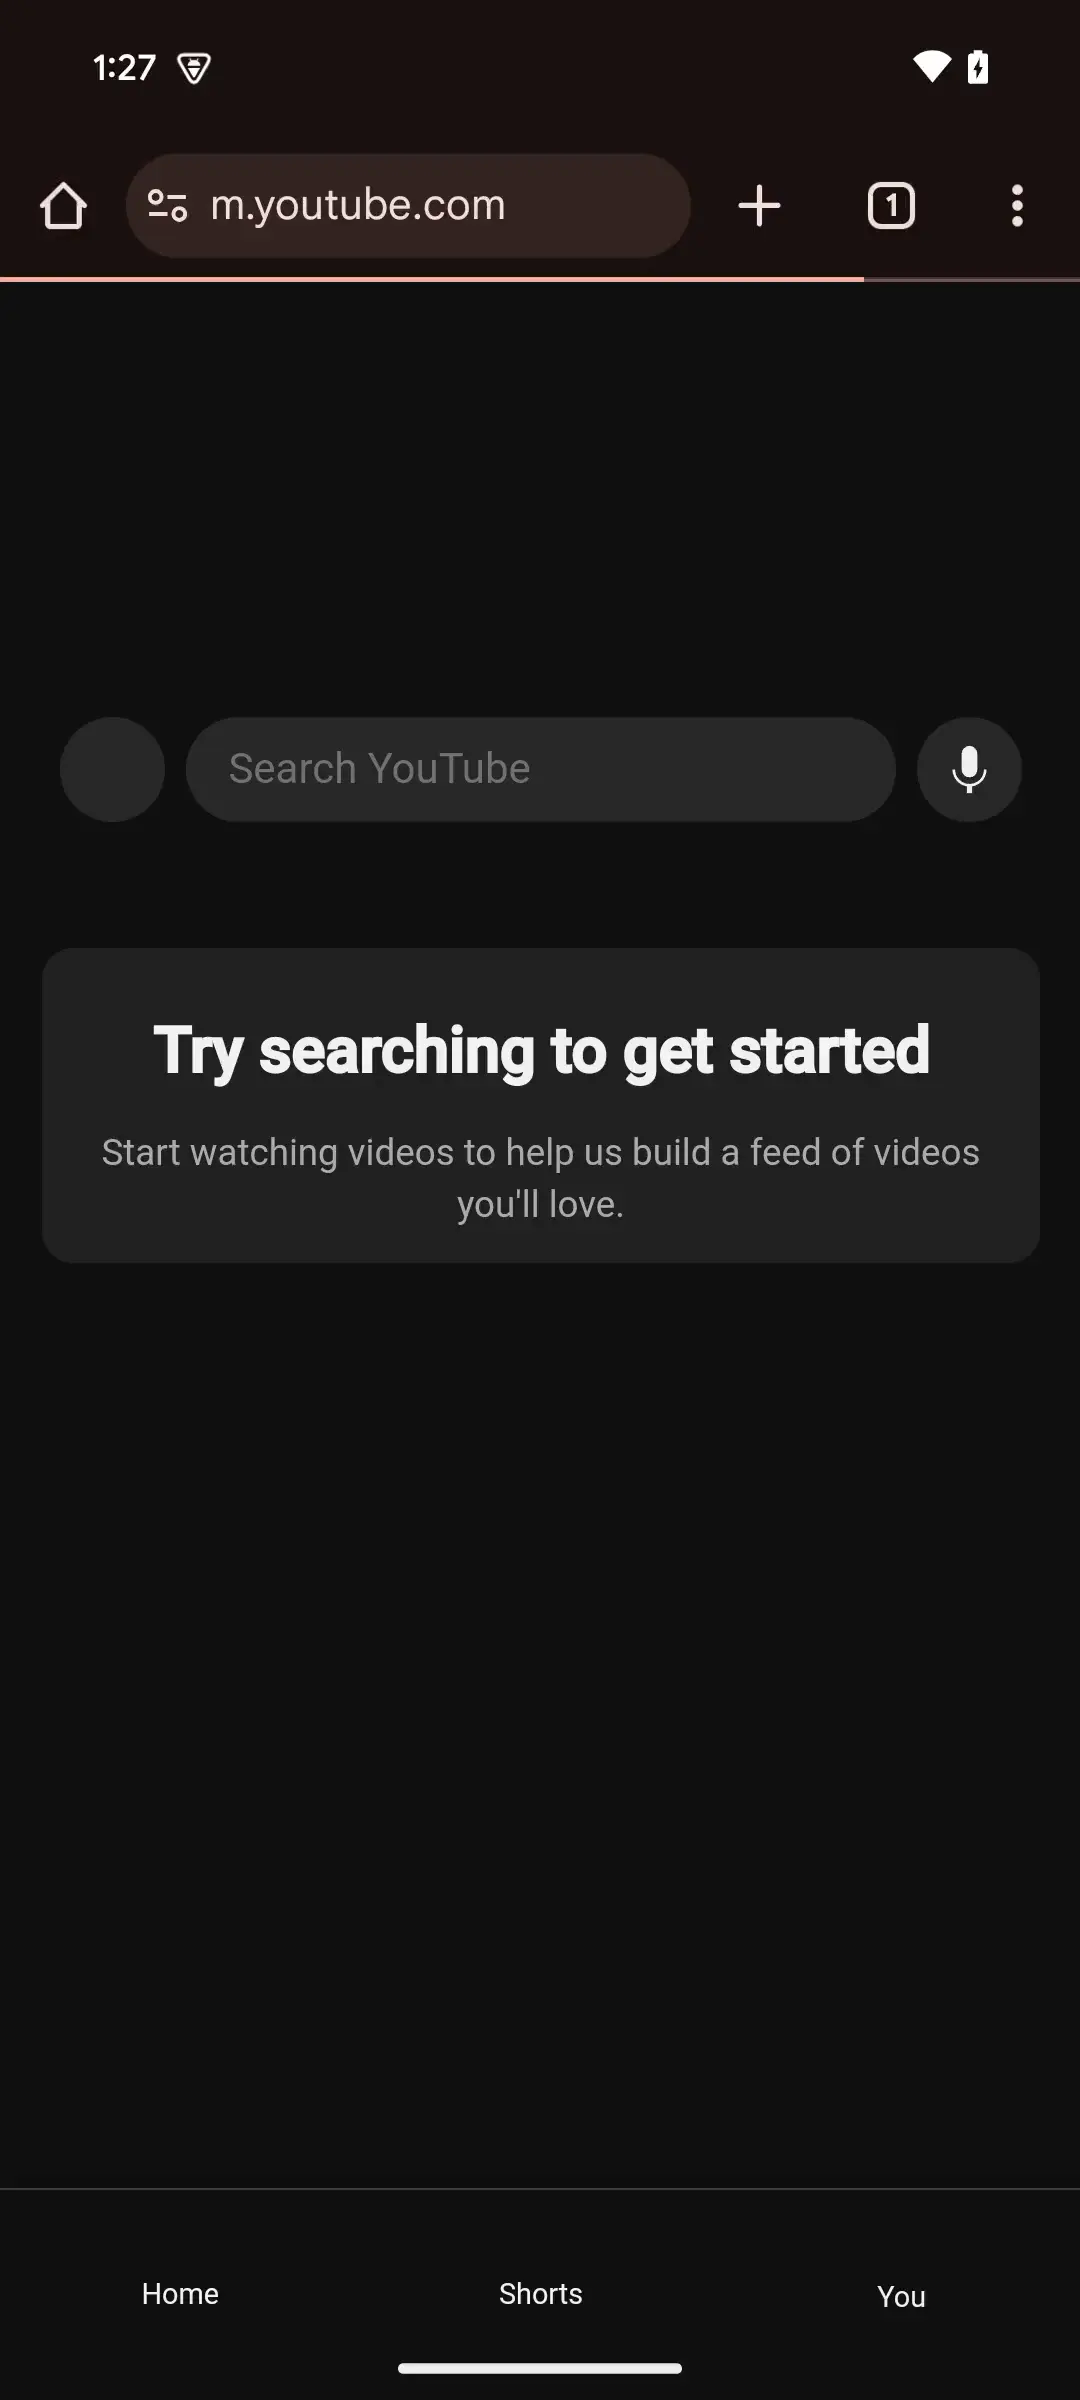 1:27
m.youtube.com
1
Search YouTube
Try searching to get started
Start watching videos to help us build a feed of videos
you'll love.
Home
Shorts
You